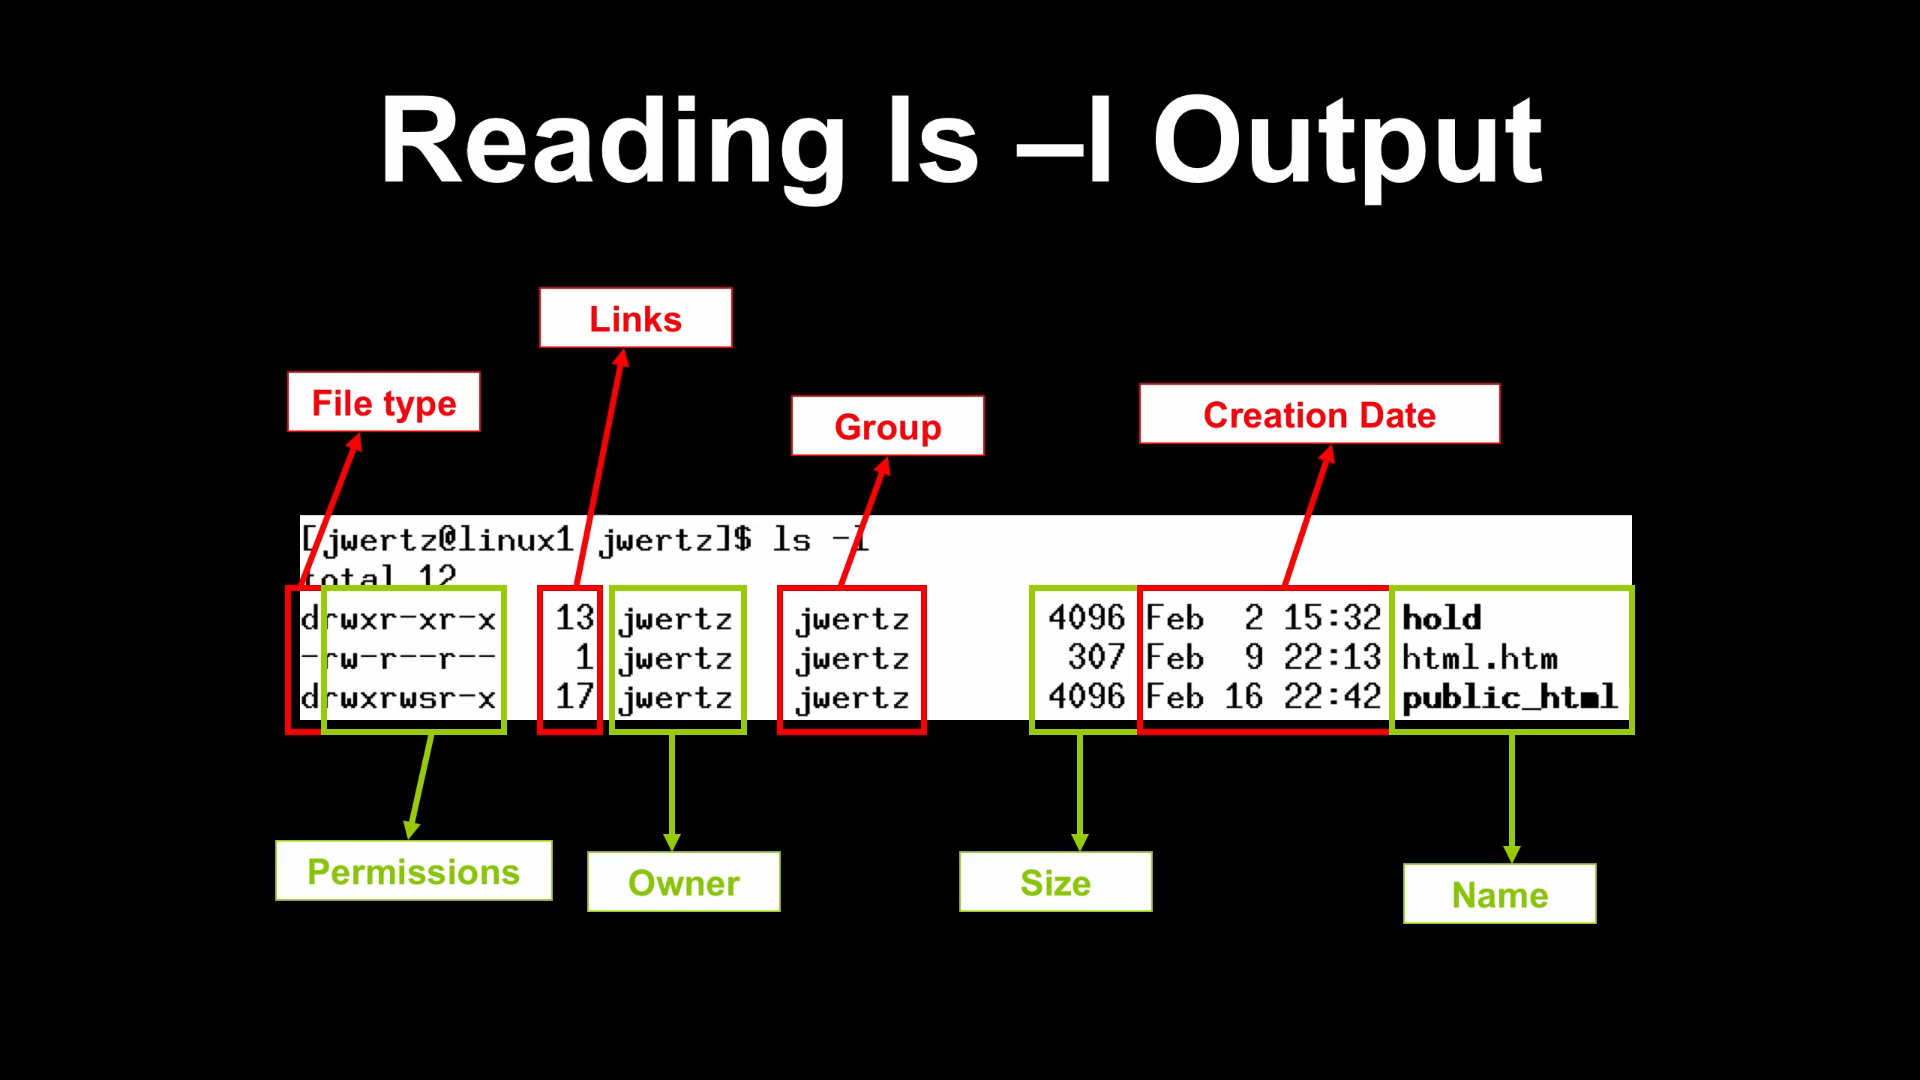 Reading ls –l Output
Links
File type
Group
Creation Date
[jwertz@linux1 jwertz]$ ls -l
total 12
drwxr-xr-x 13 jwertz jwertz 4096 Feb 2 15:32 hold
-rw-r--r-- 1 jwertz jwertz 307 Feb 9 22:13 html.htm
drwxrwsr-x 17 jwertz jwertz 4096 Feb 16 22:42 public_html
Permissions
Owner
Size
Name